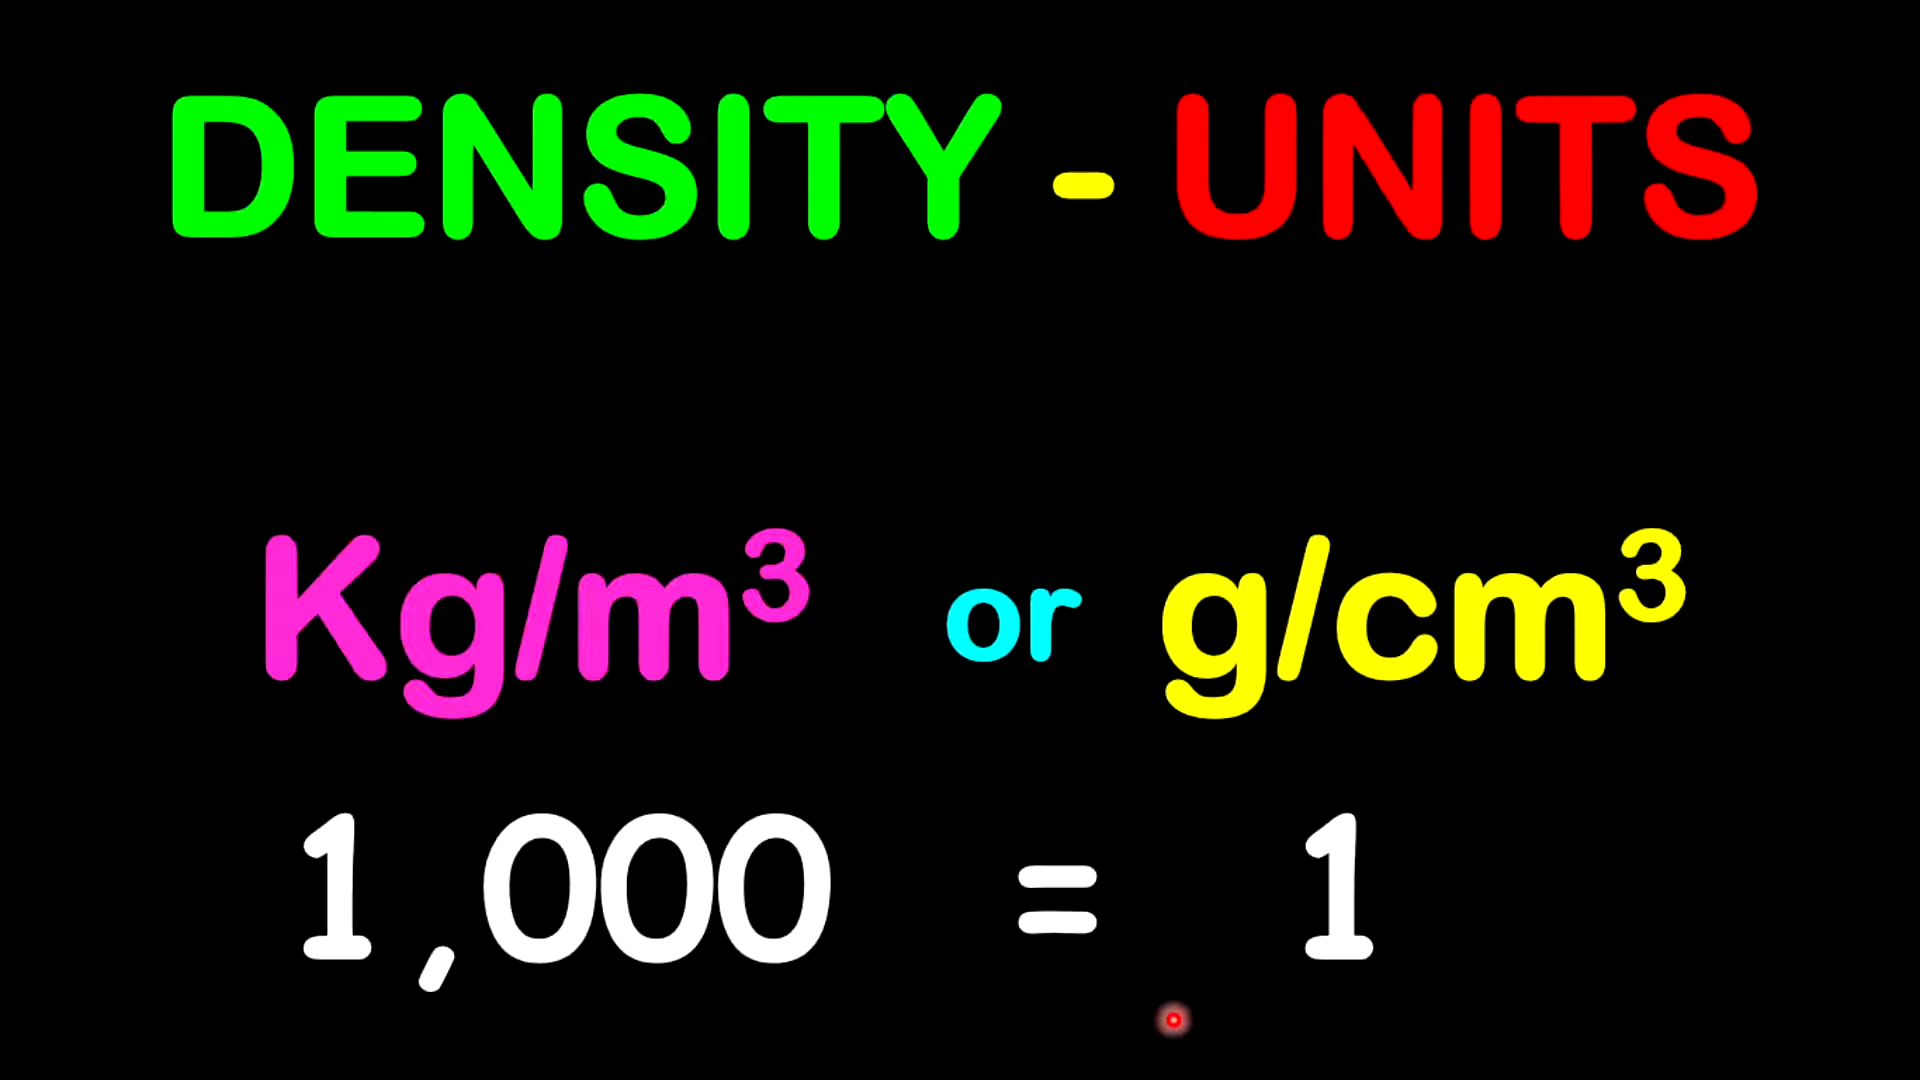 DENSITY - UNITS
Kg/m³ or g/cm³
1,000 = 1